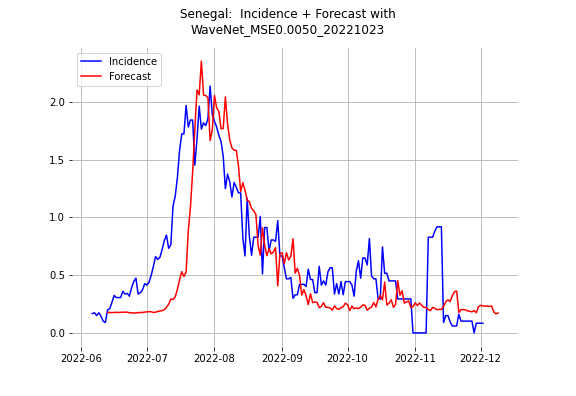 Senegal:  Incidence + Forecast with
WaveNet_MSE0.0050_20221023
Incidence
Forecast
2.0
1.5
1.0
0.5
0.0
2022-06 2022-07 2022-08 2022-09 2022-10 2022-11 2022-12